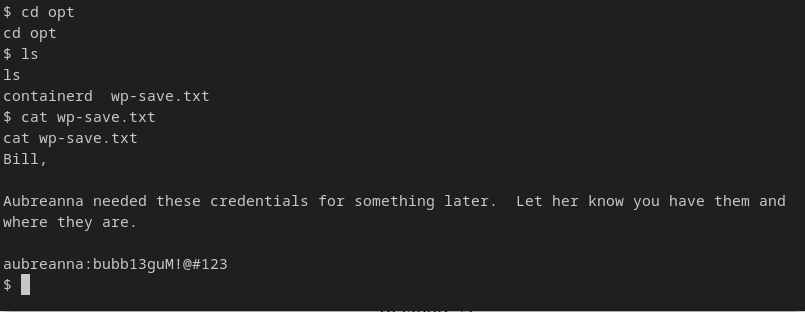 $ cd opt
cd opt
$ ls
ls
containerd  wp-save.txt
$ cat wp-save.txt
cat wp-save.txt
Bill,
Aubreanna needed these credentials for something later.  Let her know you have them and
where they are.
aubreanna:bubb13guM!@#123
$